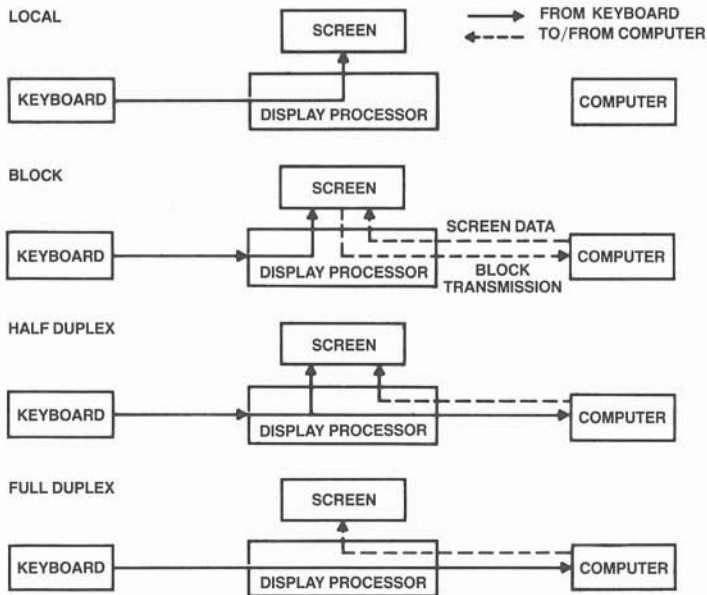 LOCAL
SCREEN
FROM KEYBOARD
TO/FROM COMPUTER
KEYBOARD
DISPLAY PROCESSOR
COMPUTER
BLOCK
SCREEN
SCREEN DATA
KEYBOARD
DISPLAY PROCESSOR
COMPUTER
BLOCK
TRANSMISSION
HALF DUPLEX
SCREEN
KEYBOARD
DISPLAY PROCESSOR
COMPUTER
FULL DUPLEX
SCREEN
KEYBOARD
DISPLAY PROCESSOR
COMPUTER